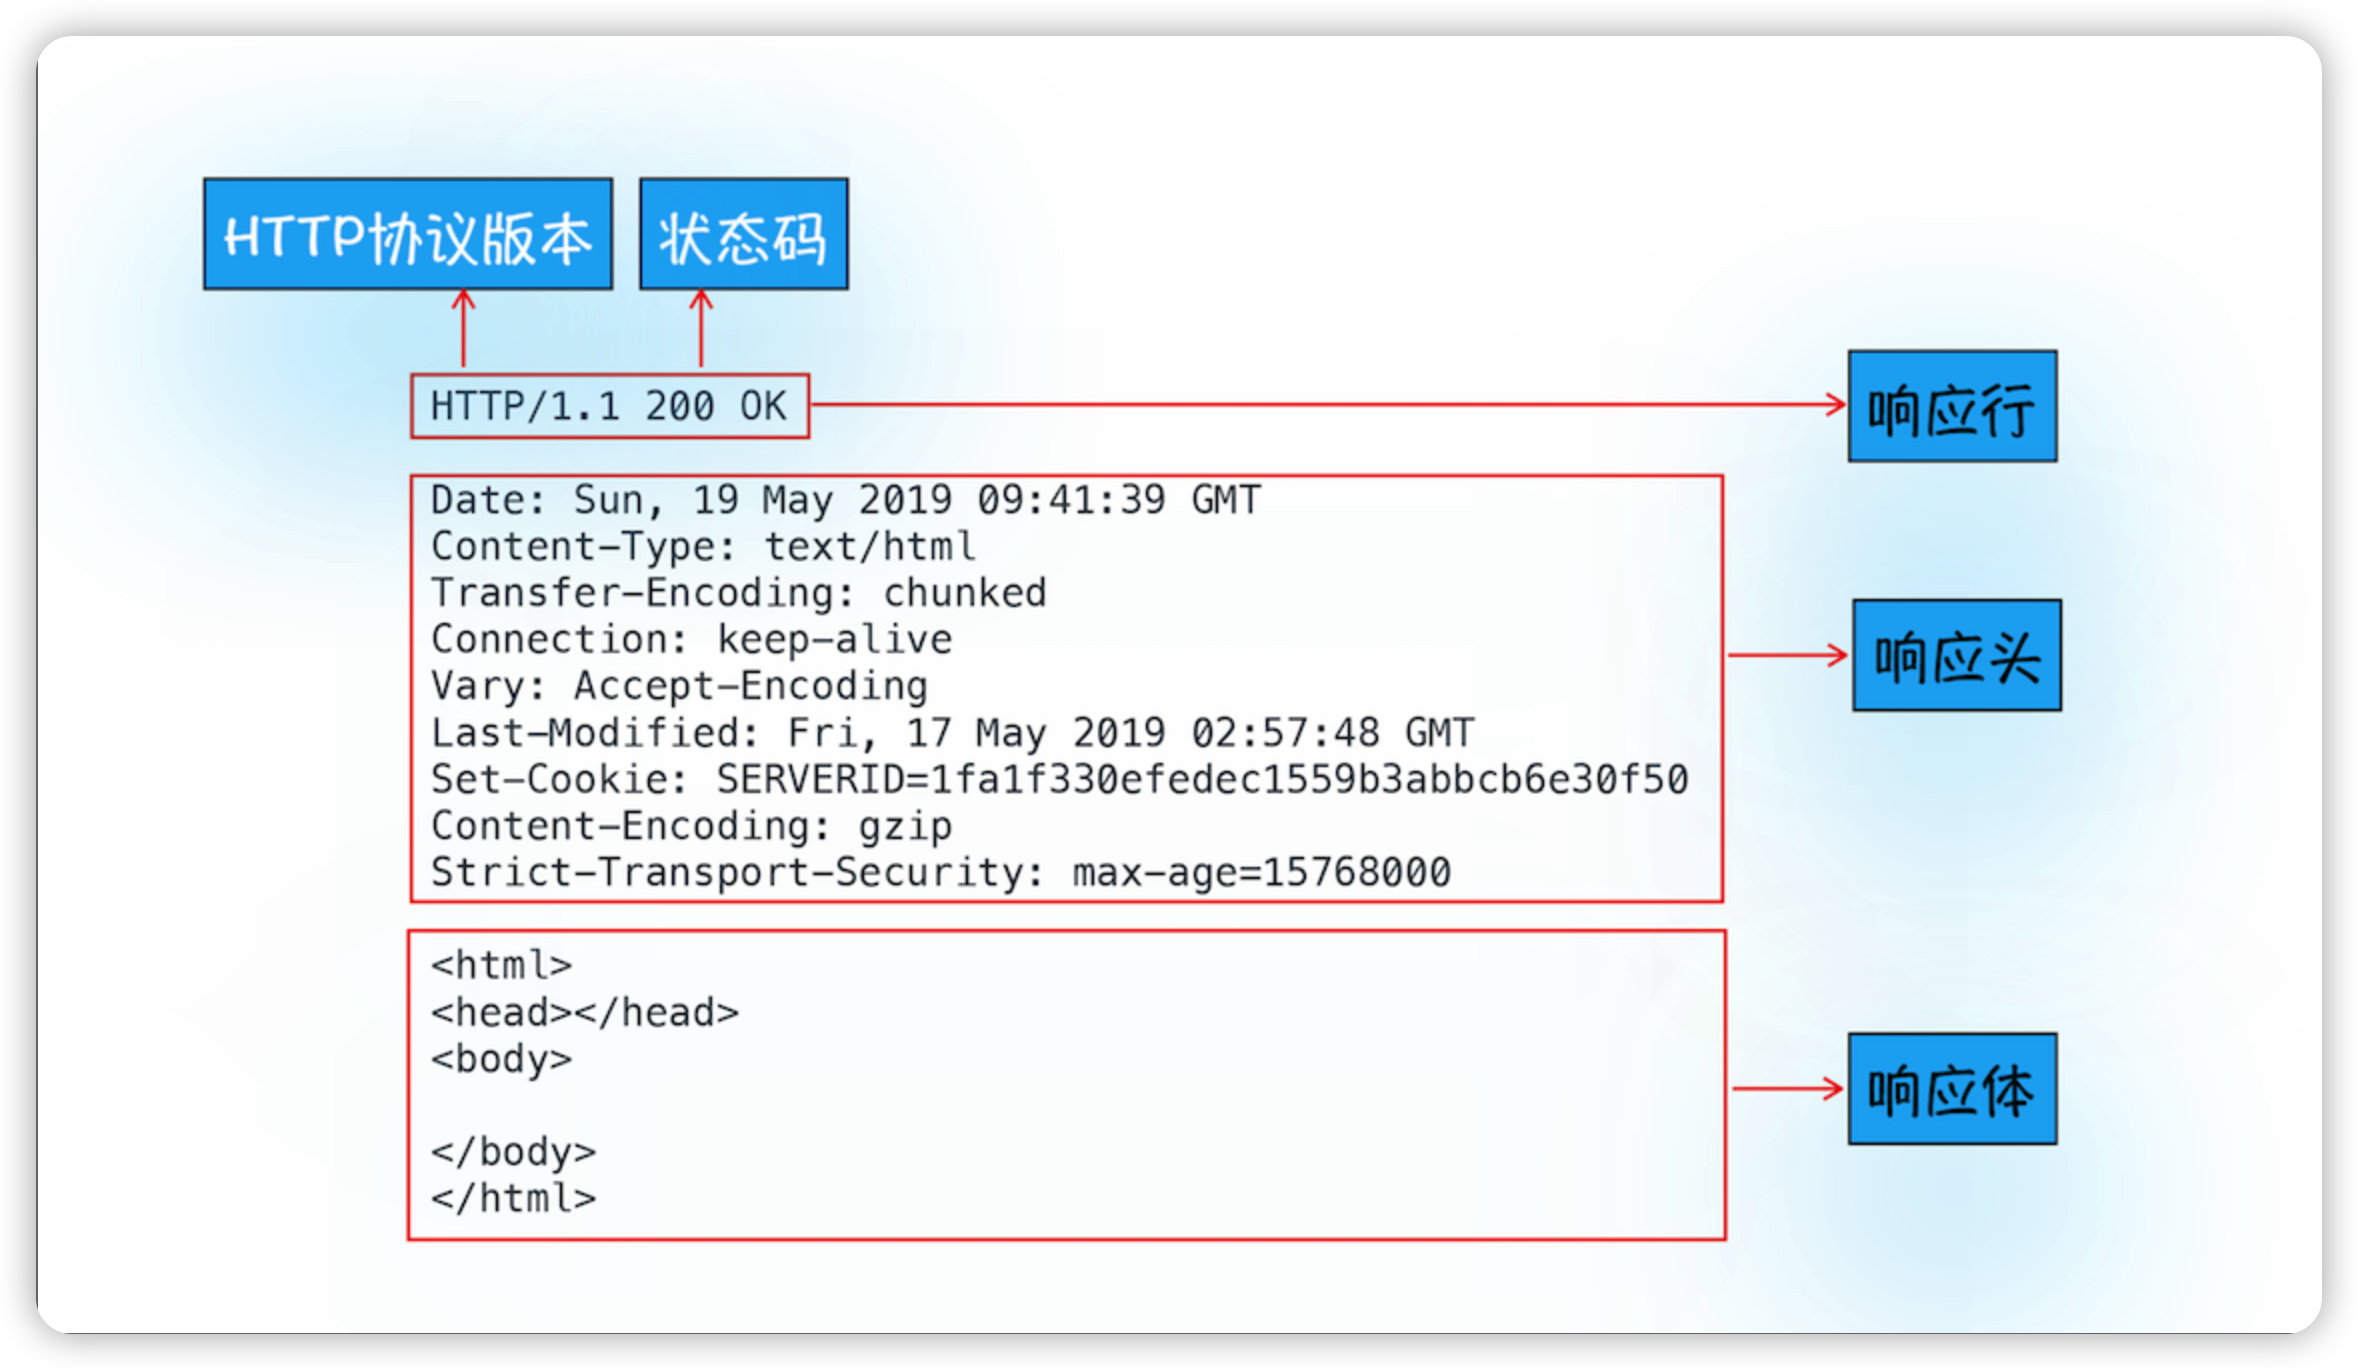 HTTP协议版本
状态码
HTTP/1.1 200 OK
响应行
Date: Sun, 19 May 2019 09:41:39 GMT
Content-Type: text/html
Transfer-Encoding: chunked
Connection: keep-alive
Vary: Accept-Encoding
Last-Modified: Fri, 17 May 2019 02:57:48 GMT
Set-Cookie: SERVERID=1fa1f330efedec1559b3abbcb6e30f50
Content-Encoding: gzip
Strict-Transport-Security: max-age=15768000
响应头
<html>
<head></head>
<body>
</body>
</html>
响应体